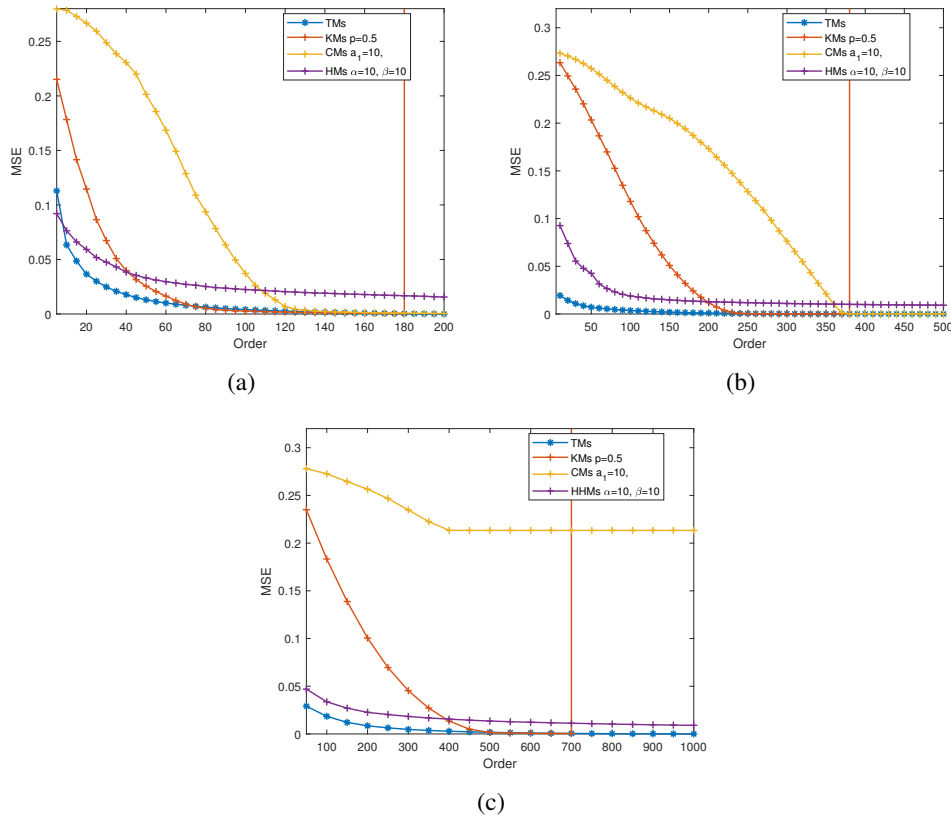 0.25
0.2
0.15
0.1
0.05
0
MSE
20 40 60 80 100 120 140 160 180 200
Order
TMs
KMs p=0.5
CMs a₁=10,
HMs α=10, β=10
(a)
0.3
0.25
0.2
0.15
0.1
0.05
0
MSE
50 100 150 200 250 300 350 400 450 500
Order
TMs
KMs p=0.5
CMs a₁=10,
HMs α=10, β=10
(b)
0.3
0.25
0.2
0.15
0.1
0.05
0
MSE
100 200 300 400 500 600 700 800 900 1000
Order
TMs
KMs p=0.5
CMs a₁=10,
HHMs α=10, β=10
(c)